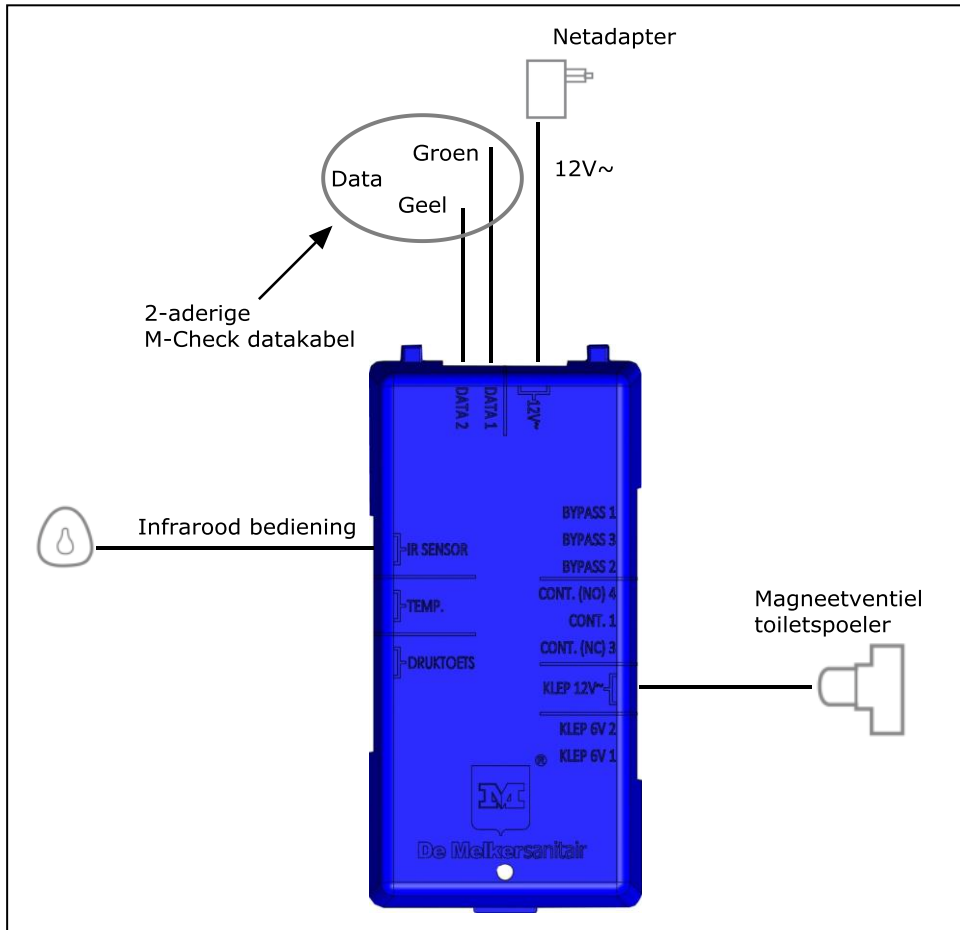 Netadapter
12V~
Groen
Data
Geel
2-aderige
M-Check datakabel
DATA 2
DATA 1
12V~
Infrarood bediening
IR SENSOR
TEMP.
DRUKTOETS
BYPASS 1
BYPASS 3
BYPASS 2
CONT. (NO) 4
CONT. 1
CONT. (NC) 3
KLEP 12V~
KLEP 6V 2
KLEP 6V 1
Magneetventiel
toiletspoeler
M ®
De Melkersanitair